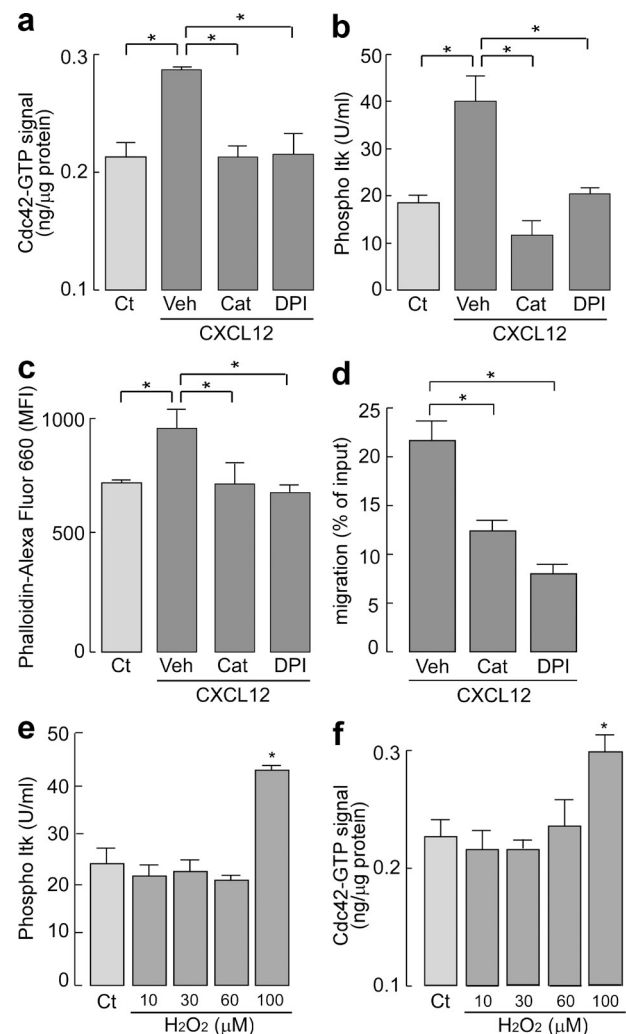 a
Cdc42-GTP signal
(ng/μg protein)
0.3
0.2
0.1
* * *
Ct Veh Cat DPI
CXCL12
b
Phospho Itk (U/ml)
50
40
30
20
10
0
* * *
Ct Veh Cat DPI
CXCL12
c
Phalloidin-Alexa Fluor 660 (MFI)
1000
500
0
* * *
Ct Veh Cat DPI
CXCL12
d
migration (% of input)
25
20
15
10
5
0
* *
Veh Cat DPI
CXCL12
e
Phospho Itk (U/ml)
50
40
30
20
10
0
*
Ct 10 30 60 100
H2O2 (μM)
f
Cdc42-GTP signal
(ng/μg protein)
0.3
0.2
0.1
*
Ct 10 30 60 100
H2O2 (μM)